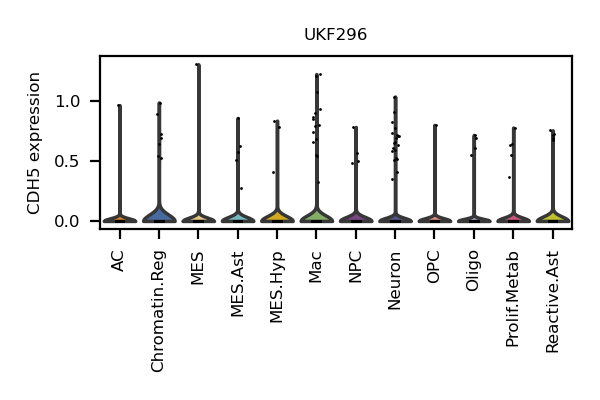 UKF296
CDH5 expression
1.0
0.5
0.0
AC
Chromatin.Reg
MES
MES.Ast
MES.Hyp
Mac
NPC
Neuron
OPC
Oligo
Prolif.Metab
Reactive.Ast